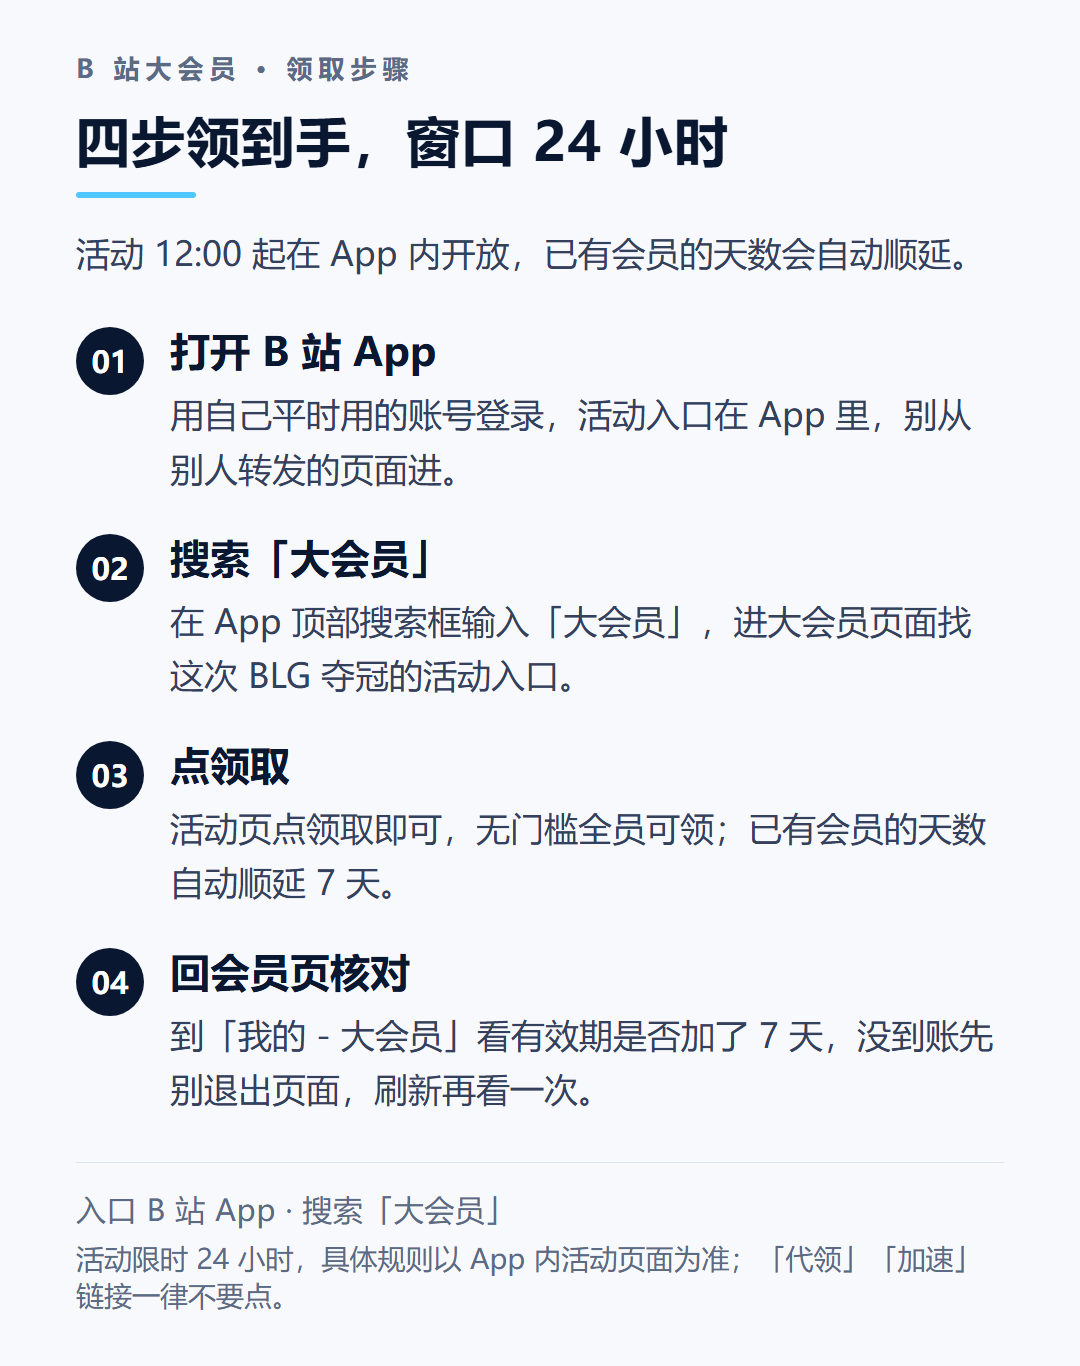 B 站大会员 · 领取步骤
四步领到手，窗口 24 小时
活动 12:00 起在 App 内开放，已有会员的天数会自动顺延。
01 打开 B 站 App
用自己平时用的账号登录，活动入口在 App 里，别从
别人转发的页面进。
02 搜索「大会员」
在 App 顶部搜索框输入「大会员」，进大会员页面找
这次 BLG 夺冠的活动入口。
03 点领取
活动页点领取即可，无门槛全员可领；已有会员的天数
自动顺延 7 天。
04 回会员页核对
到「我的 - 大会员」看有效期是否加了 7 天，没到账先
别退出页面，刷新再看一次。
入口 B 站 App · 搜索「大会员」
活动限时 24 小时，具体规则以 App 内活动页面为准；「代领」「加速」
链接一律不要点。